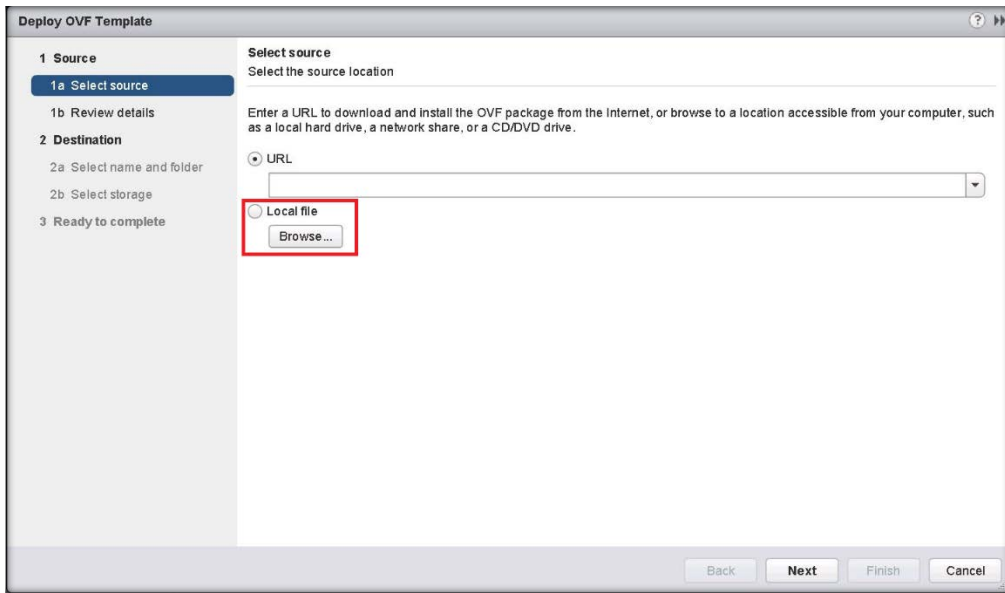 Deploy OVF Template
?
1 Source
1a Select source
1b Review details
2 Destination
2a Select name and folder
2b Select storage
3 Ready to complete
Select source
Select the source location
Enter a URL to download and install the OVF package from the Internet, or browse to a location accessible from your computer, such
as a local hard drive, a network share, or a CD/DVD drive.
URL
Local file
Browse...
Back
Next
Finish
Cancel